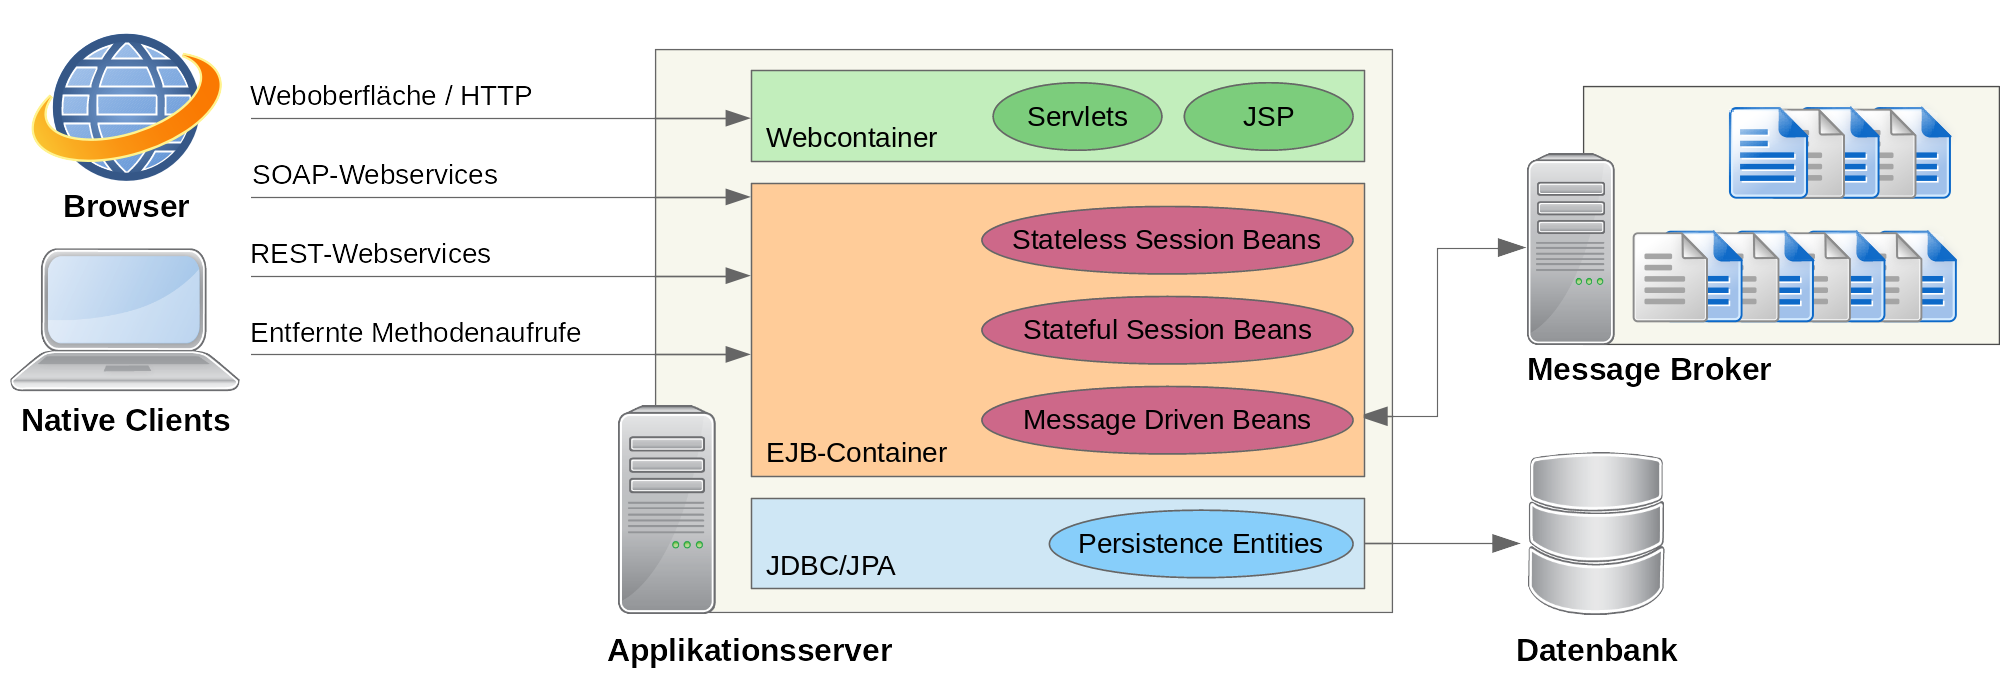 Weboberfläche / HTTP
SOAP-Webservices
REST-Webservices
Entfernte Methodenaufrufe
Browser
Native Clients
Servlets
JSP
Webcontainer
Stateless Session Beans
Stateful Session Beans
Message Driven Beans
EJB-Container
Persistence Entities
JDBC/JPA
Applikationsserver
Message Broker
Datenbank